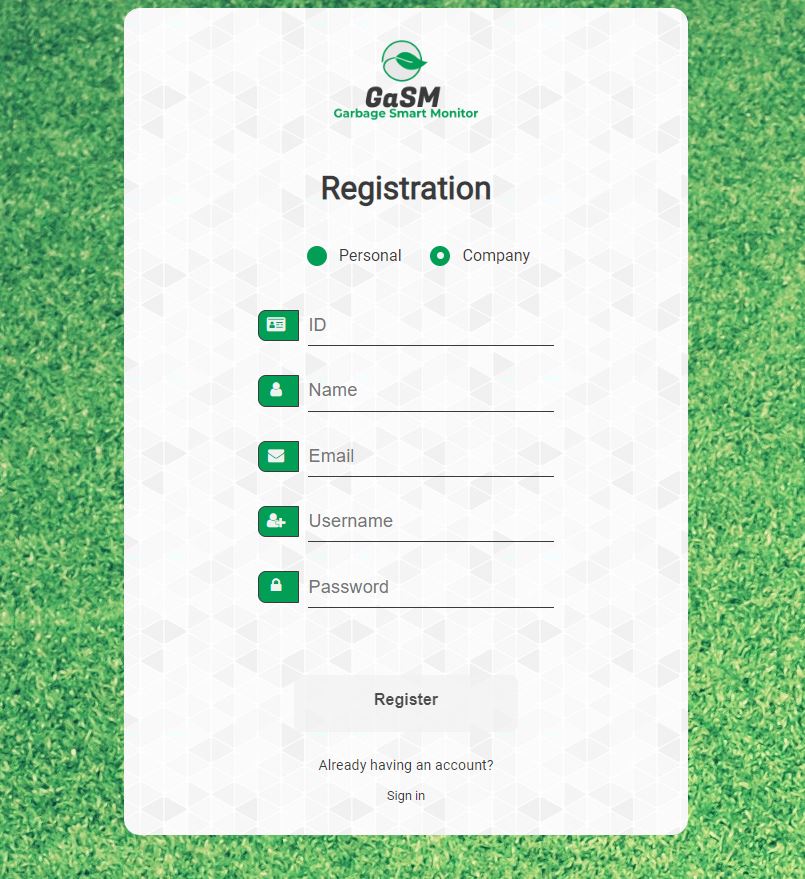 GaSM
Garbage Smart Monitor
Registration
Personal Company
ID
Name
Email
Username
Password
Register
Already having an account?
Sign in